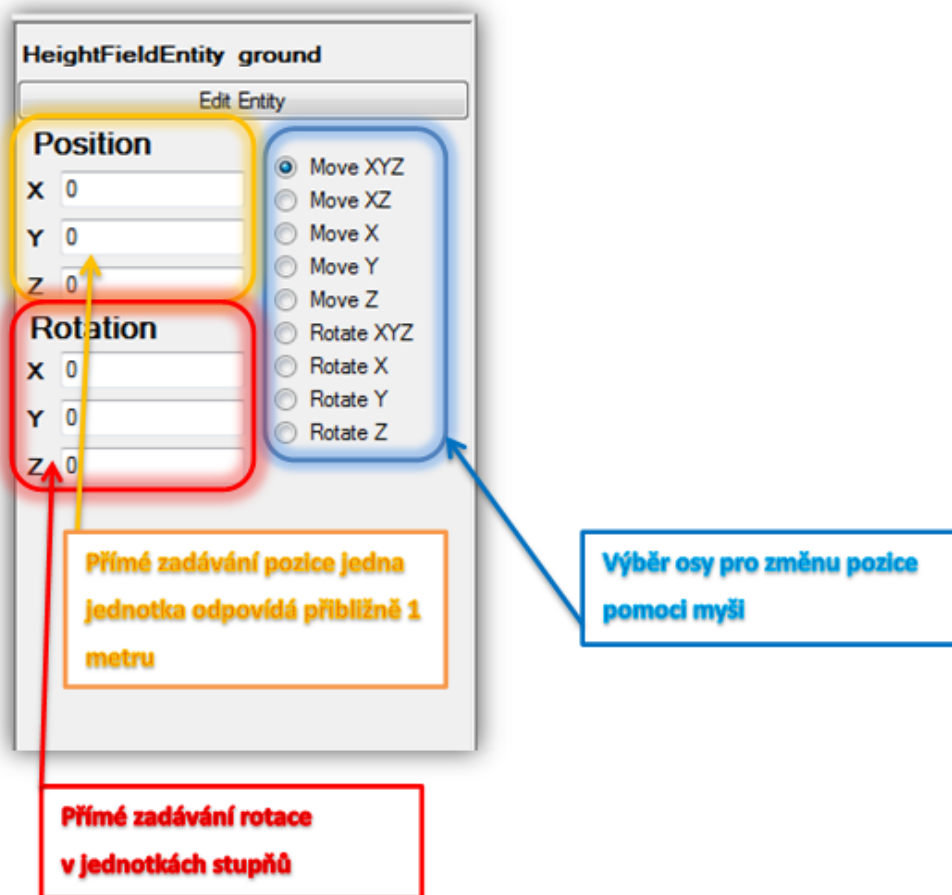 HeightFieldEntity ground
Edit Entity
Position
X 0
Y 0
Z 0
Rotation
X 0
Y 0
Z 0
Move XYZ
Move XZ
Move X
Move Y
Move Z
Rotate XYZ
Rotate X
Rotate Y
Rotate Z
Přímé zadávání pozice jedna
jednotka odpovídá přibližně 1
metru
Výběr osy pro změnu pozice
pomoci myši
Přímé zadávání rotace
v jednotkách stupňů